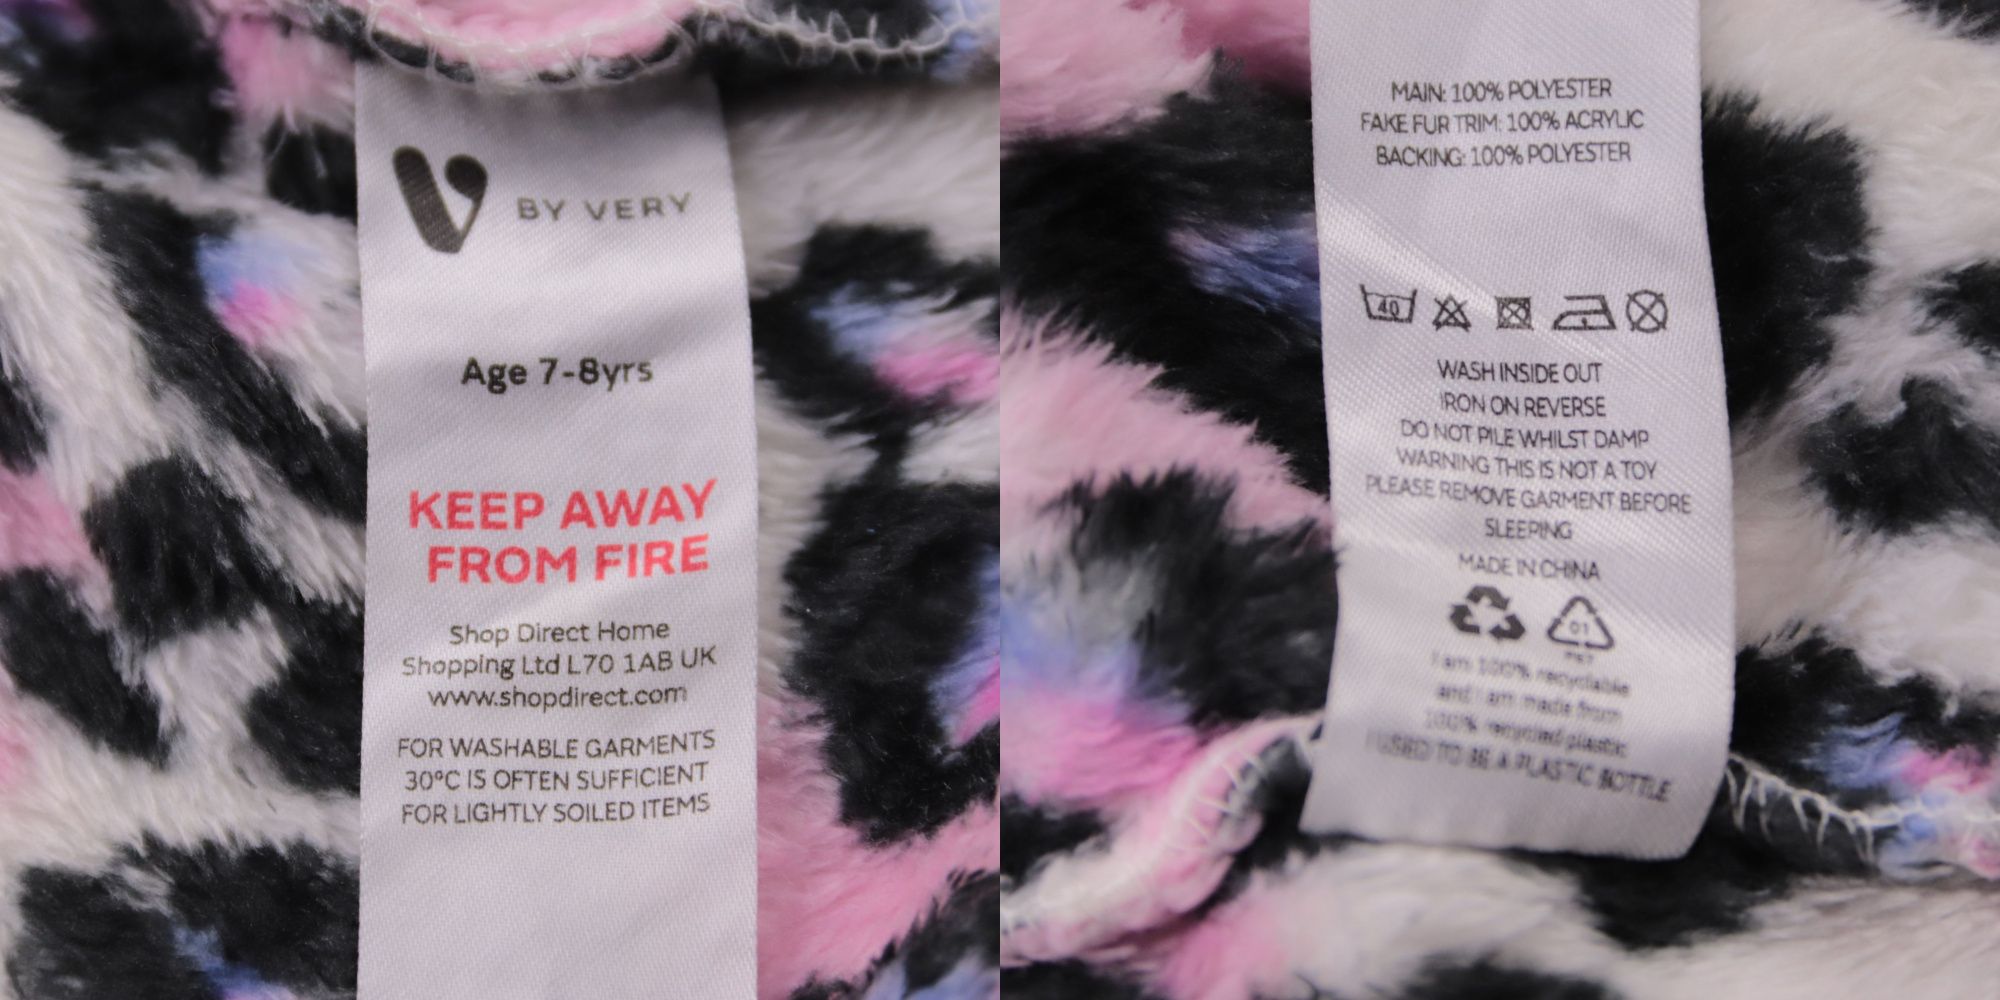 V BY VERY
Age 7-8yrs
KEEP AWAY
FROM FIRE
Shop Direct Home
Shopping Ltd L70 1AB UK
www.shopdirect.com
FOR WASHABLE GARMENTS
30°C IS OFTEN SUFFICIENT
FOR LIGHTLY SOILED ITEMS
MAIN: 100% POLYESTER
FAKE FUR TRIM: 100% ACRYLIC
BACKING: 100% POLYESTER
40
WASH INSIDE OUT
IRON ON REVERSE
DO NOT PILE WHILST DAMP
WARNING THIS IS NOT A TOY
PLEASE REMOVE GARMENT BEFORE
SLEEPING
MADE IN CHINA
01
PET
I am 100% recyclable
and I am made from
100% recycled plastic
I USED TO BE A PLASTIC BOTTLE